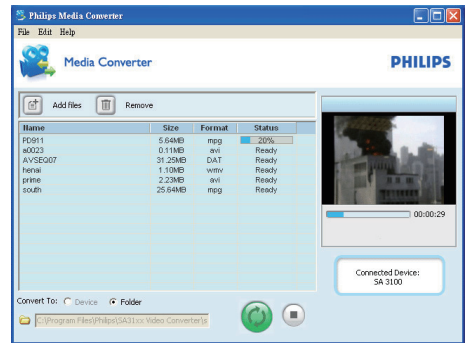 Philips Media Converter
File Edit Help
Media Converter
PHILIPS
Add files Remove
Name Size Format Status
PD911 5.64MB mpg 20%
a0023 0.11MB avi Ready
AVSEQ07 31.25MB DAT Ready
henai 1.10MB wmv Ready
prime 2.23MB avi Ready
south 25.64MB mpg Ready
00:00:29
Connected Device:
SA 3100
Convert To: Device Folder
C:\Program Files\Philips\SA31xx Video Converter\s